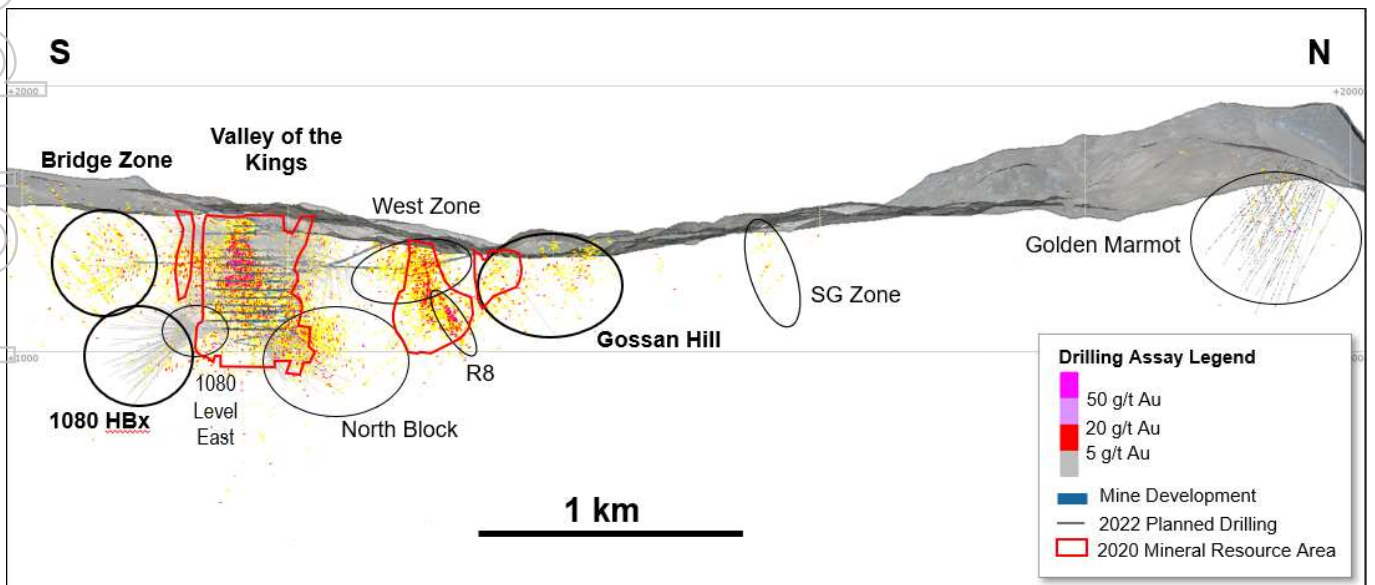 S
N
+2000
+2000
Valley of the
Kings
Bridge Zone
West Zone
Golden Marmot
SG Zone
Gossan Hill
+1000
R8
1080
Level
East
1080 HBx
North Block
1 km
Drilling Assay Legend
50 g/t Au
20 g/t Au
5 g/t Au
Mine Development
2022 Planned Drilling
2020 Mineral Resource Area